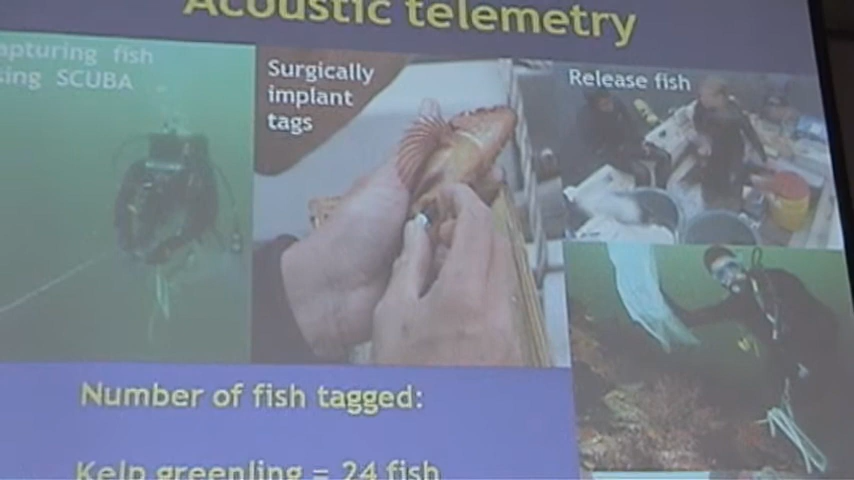 Acoustic telemetry
apturing fish
sing SCUBA
Surgically
implant
tags
Release fish
Number of fish tagged:
Kelp greenling = 24 fish